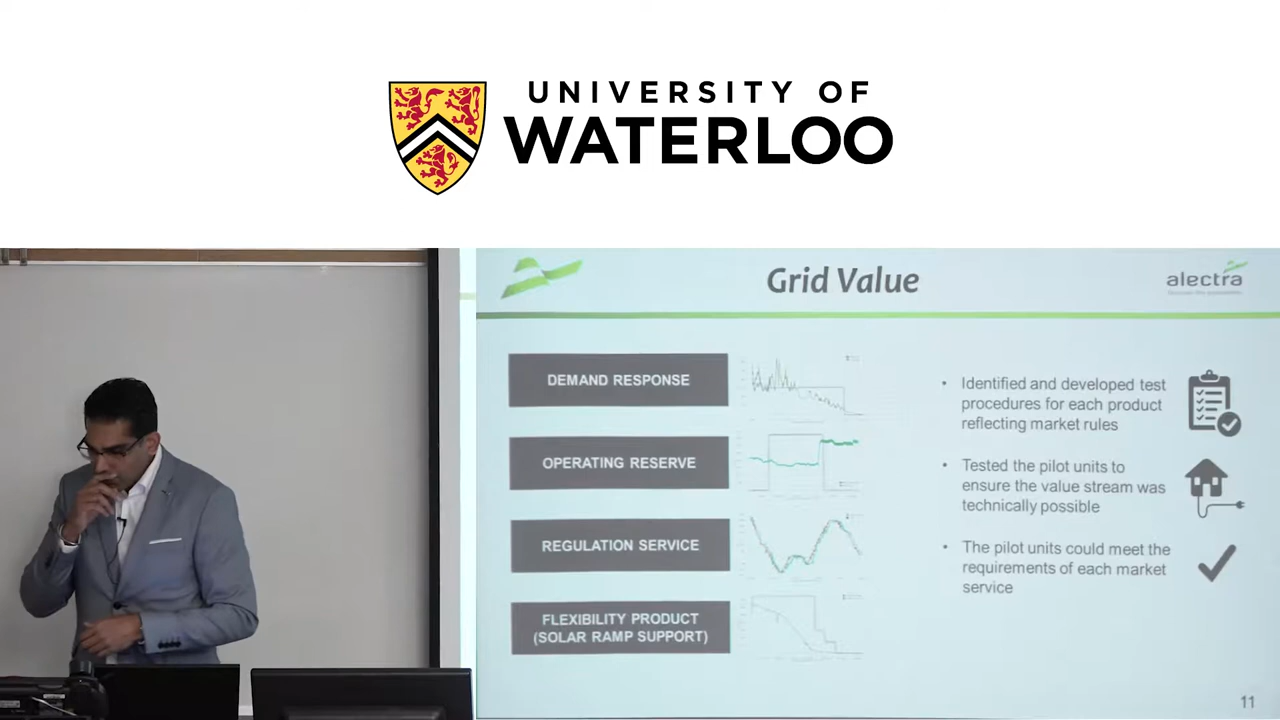 UNIVERSITY OF
WATERLOO
Grid Value
alectra
DEMAND RESPONSE
OPERATING RESERVE
REGULATION SERVICE
FLEXIBILITY PRODUCT
(SOLAR RAMP SUPPORT)
• Identified and developed test
procedures for each product
reflecting market rules
• Tested the pilot units to
ensure the value stream was
technically possible
• The pilot units could meet the
requirements of each market
service
11